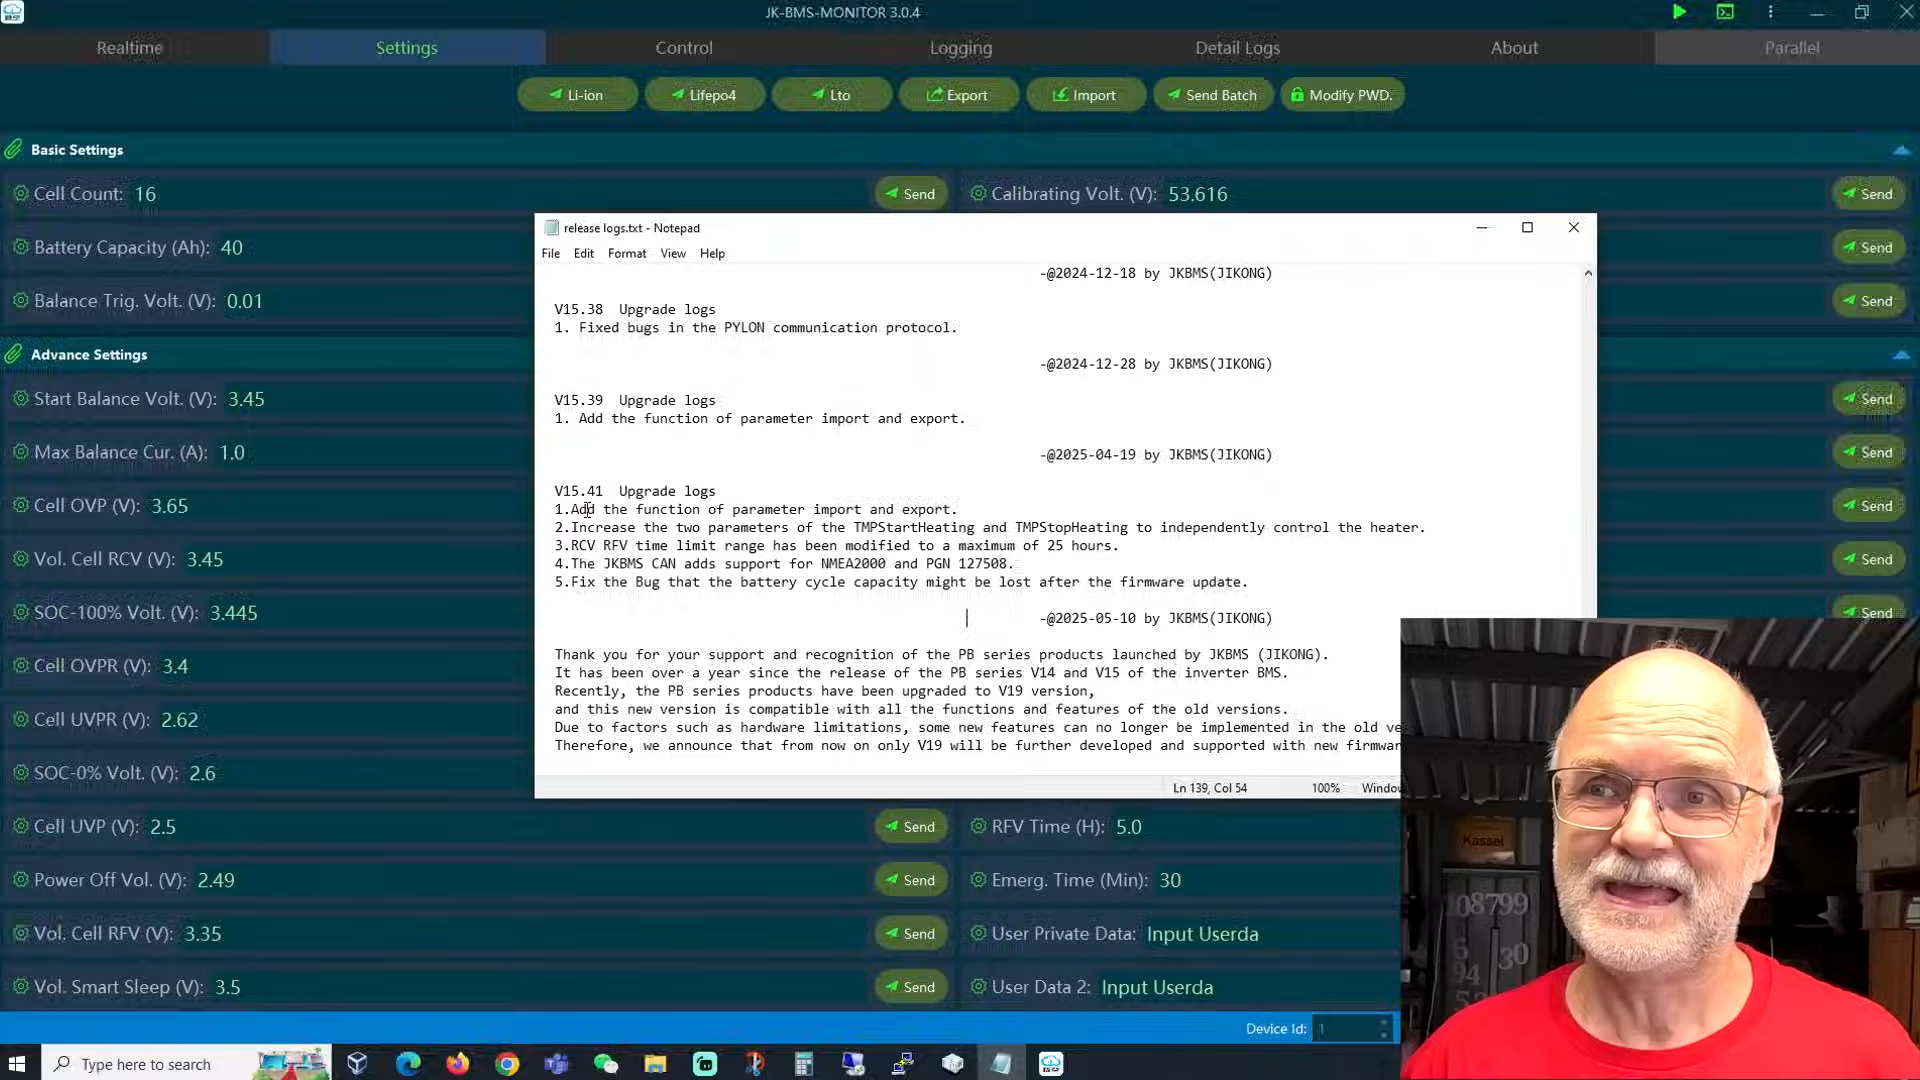 JK-BMS-MONITOR 3.0.4
Realtime
Settings
Control
Logging
Detail Logs
About
Parallel
Li-ion
Lifepo4
Lto
Export
Import
Send Batch
Modify PWD.
Basic Settings
Cell Count: 16
Send
Calibrating Volt. (V): 53.616
Send
Battery Capacity (Ah): 40
Send
Balance Trig. Volt. (V): 0.01
Send
Advance Settings
Start Balance Volt. (V): 3.45
Send
Max Balance Cur. (A): 1.0
Send
Cell OVP (V): 3.65
Send
Vol. Cell RCV (V): 3.45
Send
SOC-100% Volt. (V): 3.445
Send
Cell OVPR (V): 3.4
Cell UVPR (V): 2.62
SOC-0% Volt. (V): 2.6
Cell UVP (V): 2.5
Send
RFV Time (H): 5.0
Power Off Vol. (V): 2.49
Send
Emerg. Time (Min): 30
Vol. Cell RFV (V): 3.35
Send
User Private Data: Input Userda
Vol. Smart Sleep (V): 3.5
Send
User Data 2: Input Userda
Device Id: 1
release logs.txt - Notepad
File Edit Format View Help
-@2024-12-18 by JKBMS(JIKONG)
V15.38 Upgrade logs
1. Fixed bugs in the PYLON communication protocol.
-@2024-12-28 by JKBMS(JIKONG)
V15.39 Upgrade logs
1. Add the function of parameter import and export.
-@2025-04-19 by JKBMS(JIKONG)
V15.41 Upgrade logs
1.Add the function of parameter import and export.
2.Increase the two parameters of the TMPStartHeating and TMPStopHeating to independently control the heater.
3.RCV RFV time limit range has been modified to a maximum of 25 hours.
4.The JKBMS CAN adds support for NMEA2000 and PGN 127508.
5.Fix the Bug that the battery cycle capacity might be lost after the firmware update.
-@2025-05-10 by JKBMS(JIKONG)
Thank you for your support and recognition of the PB series products launched by JKBMS (JIKONG).
It has been over a year since the release of the PB series V14 and V15 of the inverter BMS.
Recently, the PB series products have been upgraded to V19 version,
and this new version is compatible with all the functions and features of the old versions.
Due to factors such as hardware limitations, some new features can no longer be implemented in the old ve
Therefore, we announce that from now on only V19 will be further developed and supported with new firmwar
Ln 139, Col 54
100%
Window
Kassel
108799
Type here to search